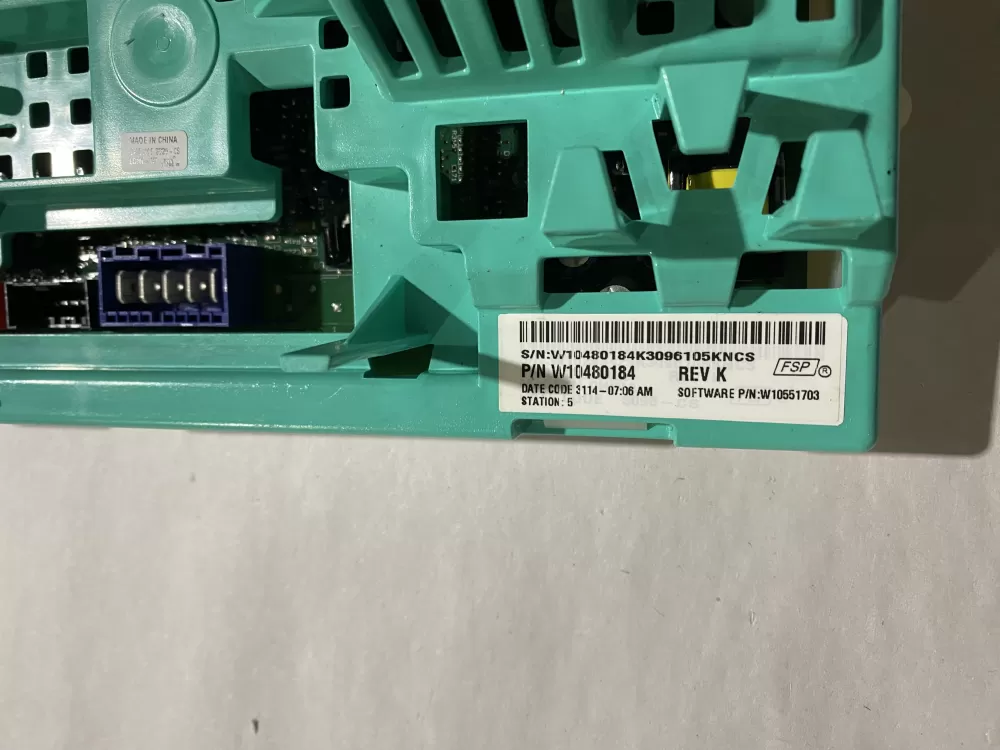 MADE IN CHINA
S/N:W10480184K3096105KNCS
P/N W10480184 REV K
FSP ®
DATE CODE 3114-07:06 AM SOFTWARE P/N:W10551703
STATION: 5